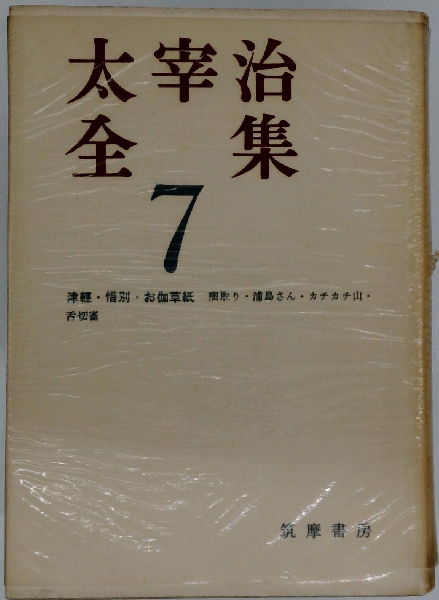 太宰治
全集
7
津輕・惜別・お伽草紙　瘤取り・浦島さん・カチカチ山・
舌切雀
筑摩書房